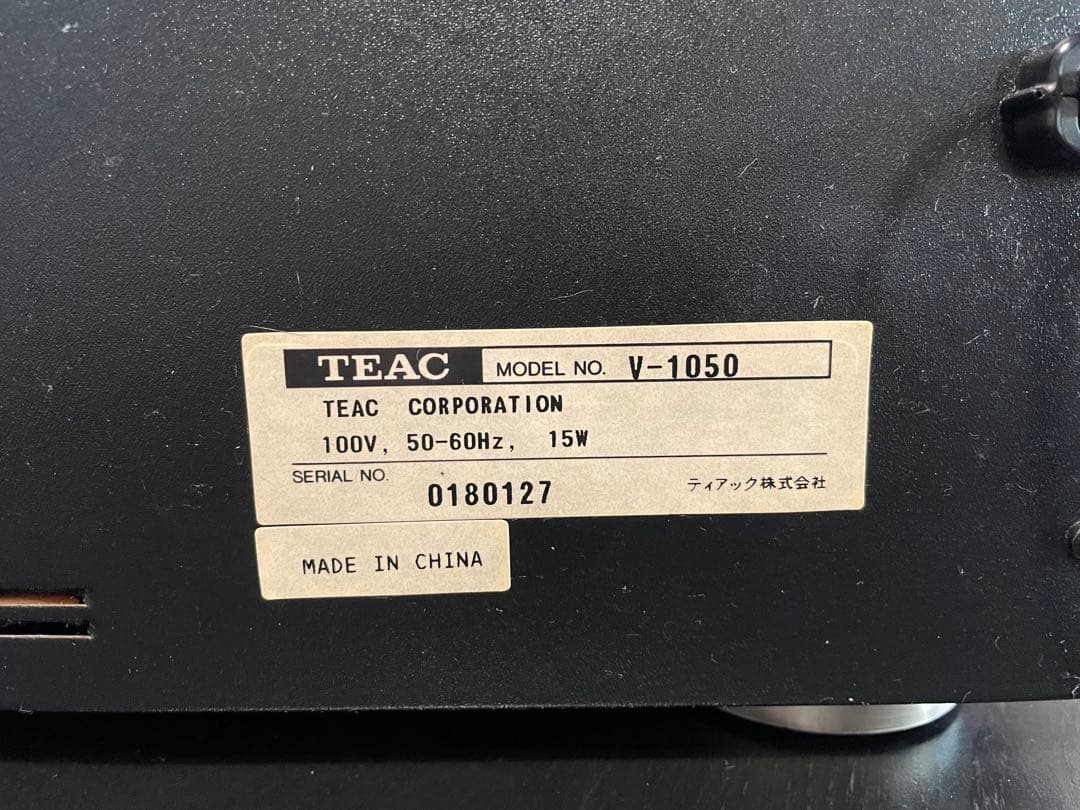 TEAC MODEL NO. V-1050
TEAC CORPORATION
100V, 50-60Hz, 15W
SERIAL NO. 0180127 ティアック株式会社
MADE IN CHINA